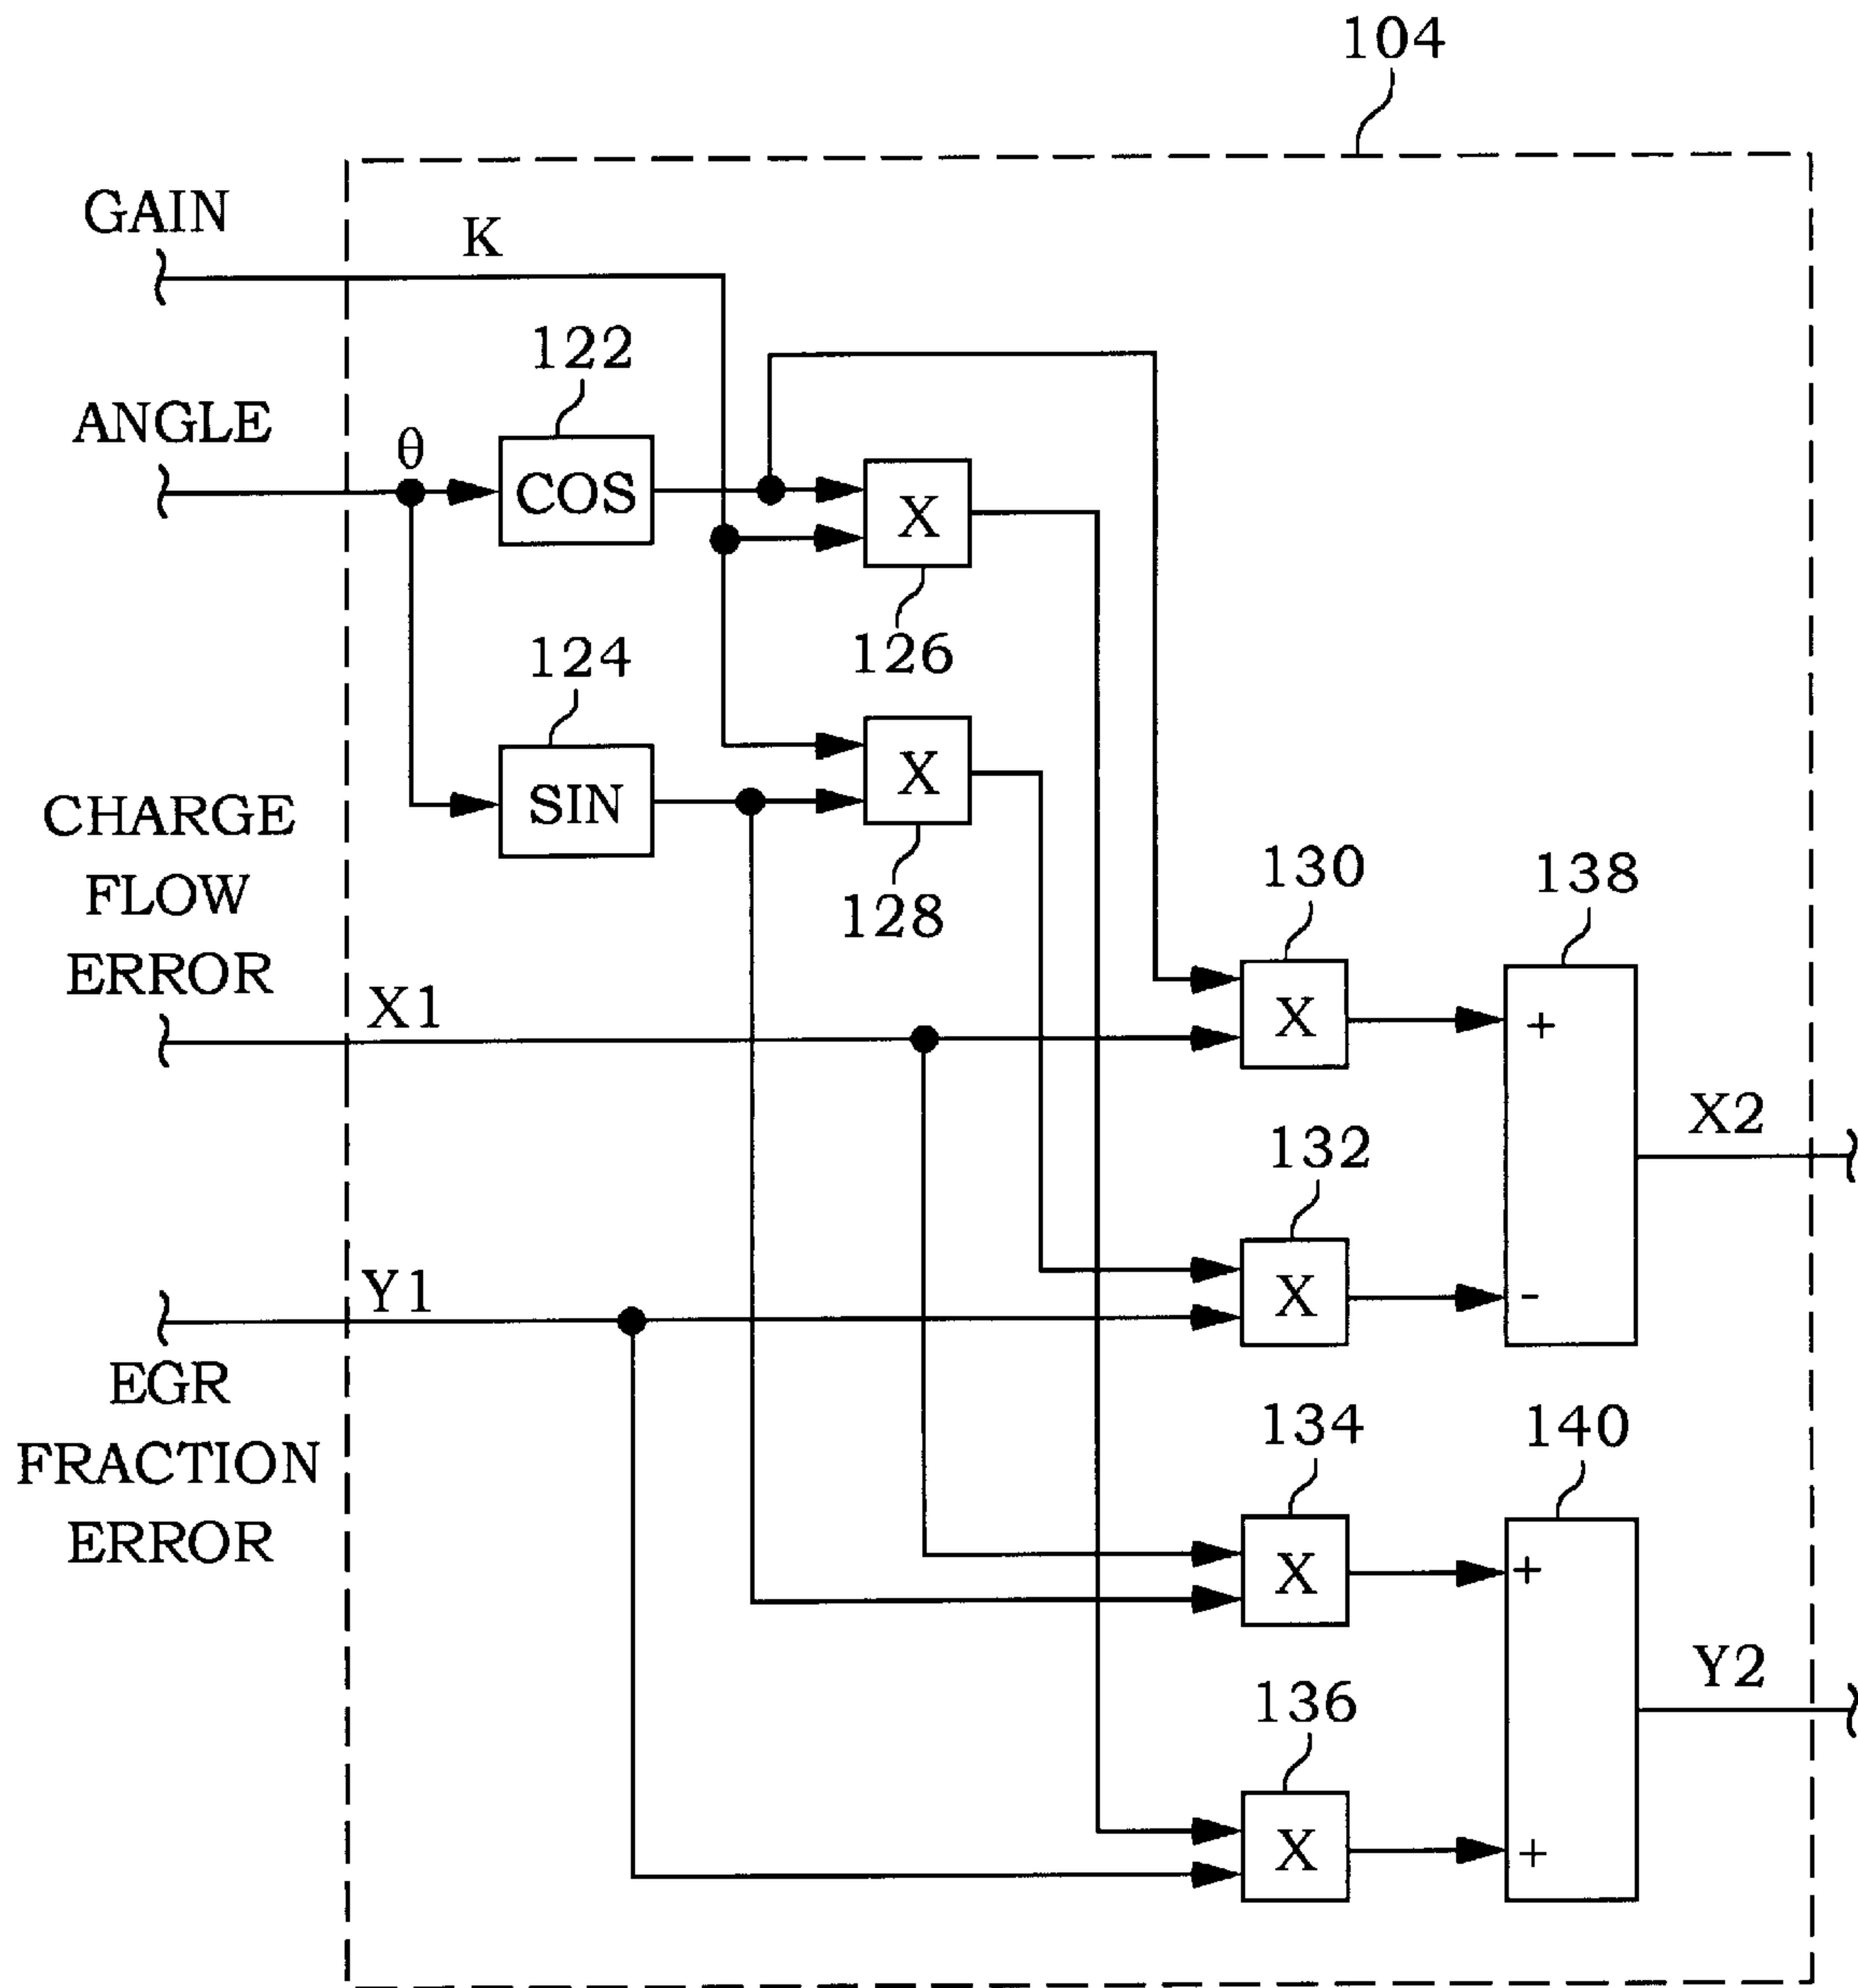 104
GAIN
K
122
ANGLE
θ
COS
X
126
124
SIN
X
128
CHARGE
FLOW
ERROR
130
138
X1
X
+
X2
132
Y1
X
-
EGR
FRACTION
ERROR
134
140
X
+
Y2
136
X
+